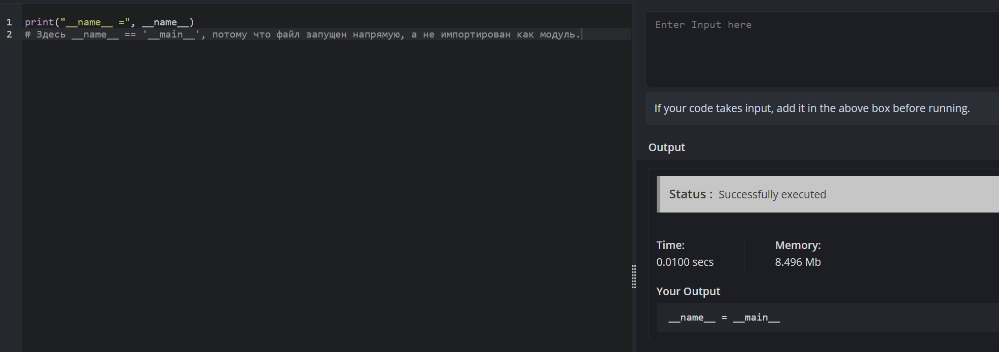 1 print("__name__ =", __name__)
2 # Здесь __name__ == '__main__', потому что файл запущен напрямую, а не импортирован как модуль.
Enter Input here
If your code takes input, add it in the above box before running.
Output
Status : Successfully executed
Time: Memory:
0.0100 secs 8.496 Mb
Your Output
__name__ = __main__